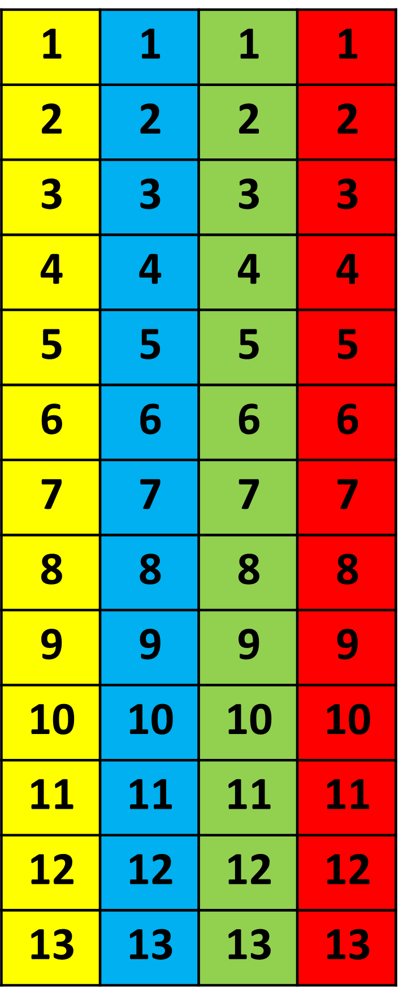 1 1 1 1
2 2 2 2
3 3 3 3
4 4 4 4
5 5 5 5
6 6 6 6
7 7 7 7
8 8 8 8
9 9 9 9
10 10 10 10
11 11 11 11
12 12 12 12
13 13 13 13